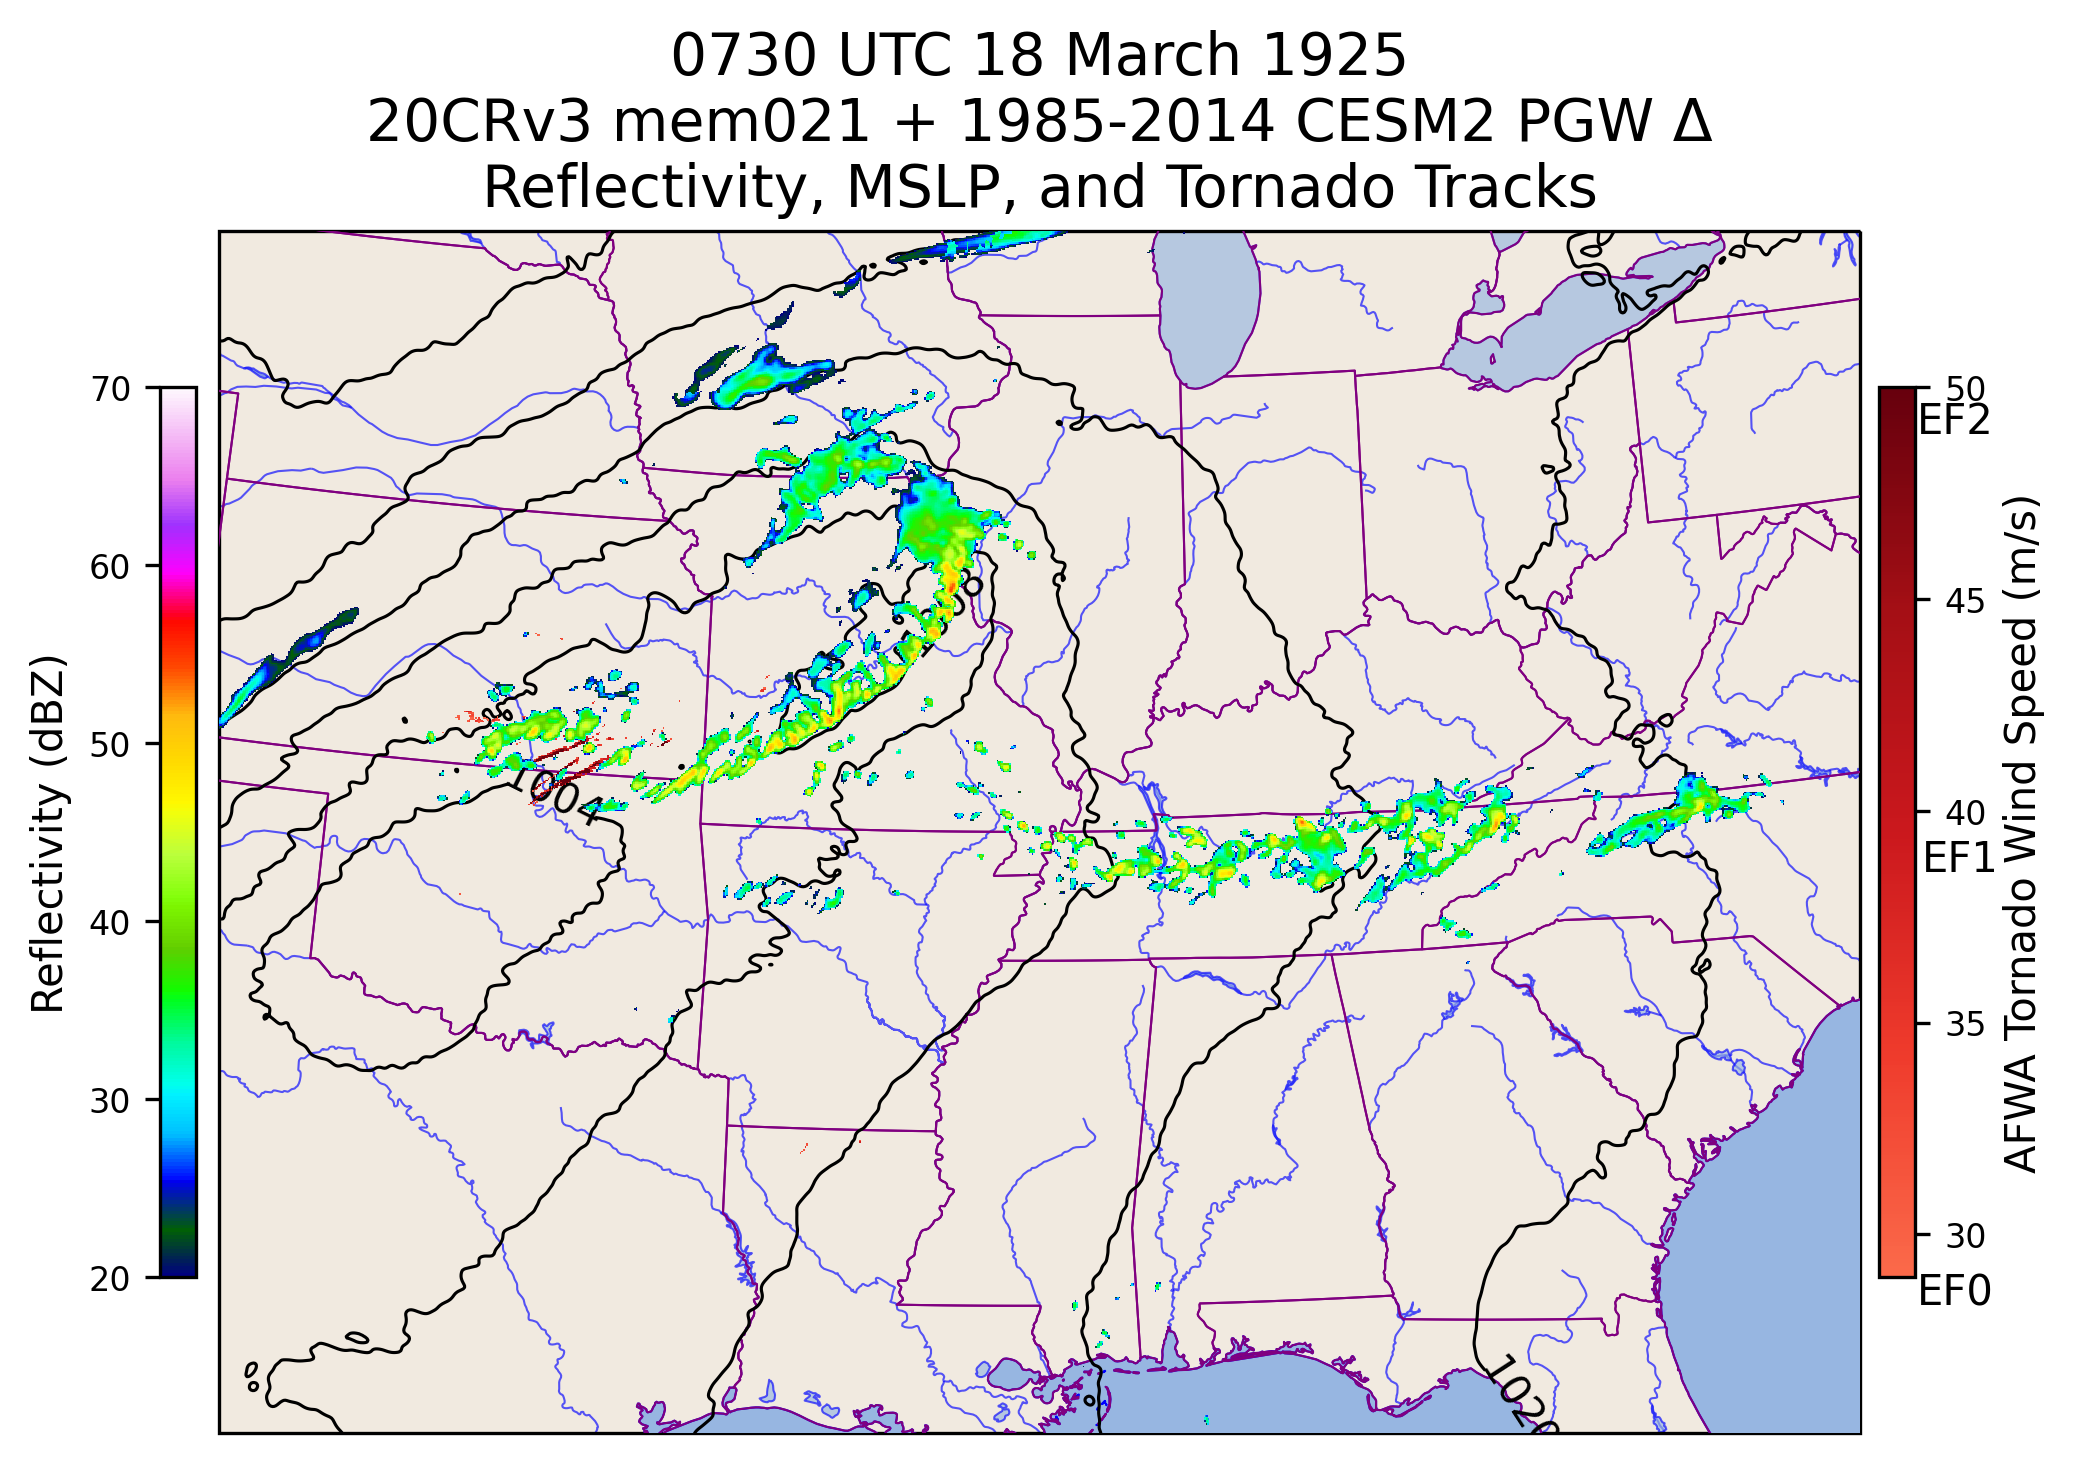 0730 UTC 18 March 1925
20CRv3 mem021 + 1985-2014 CESM2 PGW Δ
Reflectivity, MSLP, and Tornado Tracks
Reflectivity (dBZ)
70
60
50
40
30
20
1004
1020
50
EF2
45
40
EF1
35
30
EF0
AFWA Tornado Wind Speed (m/s)